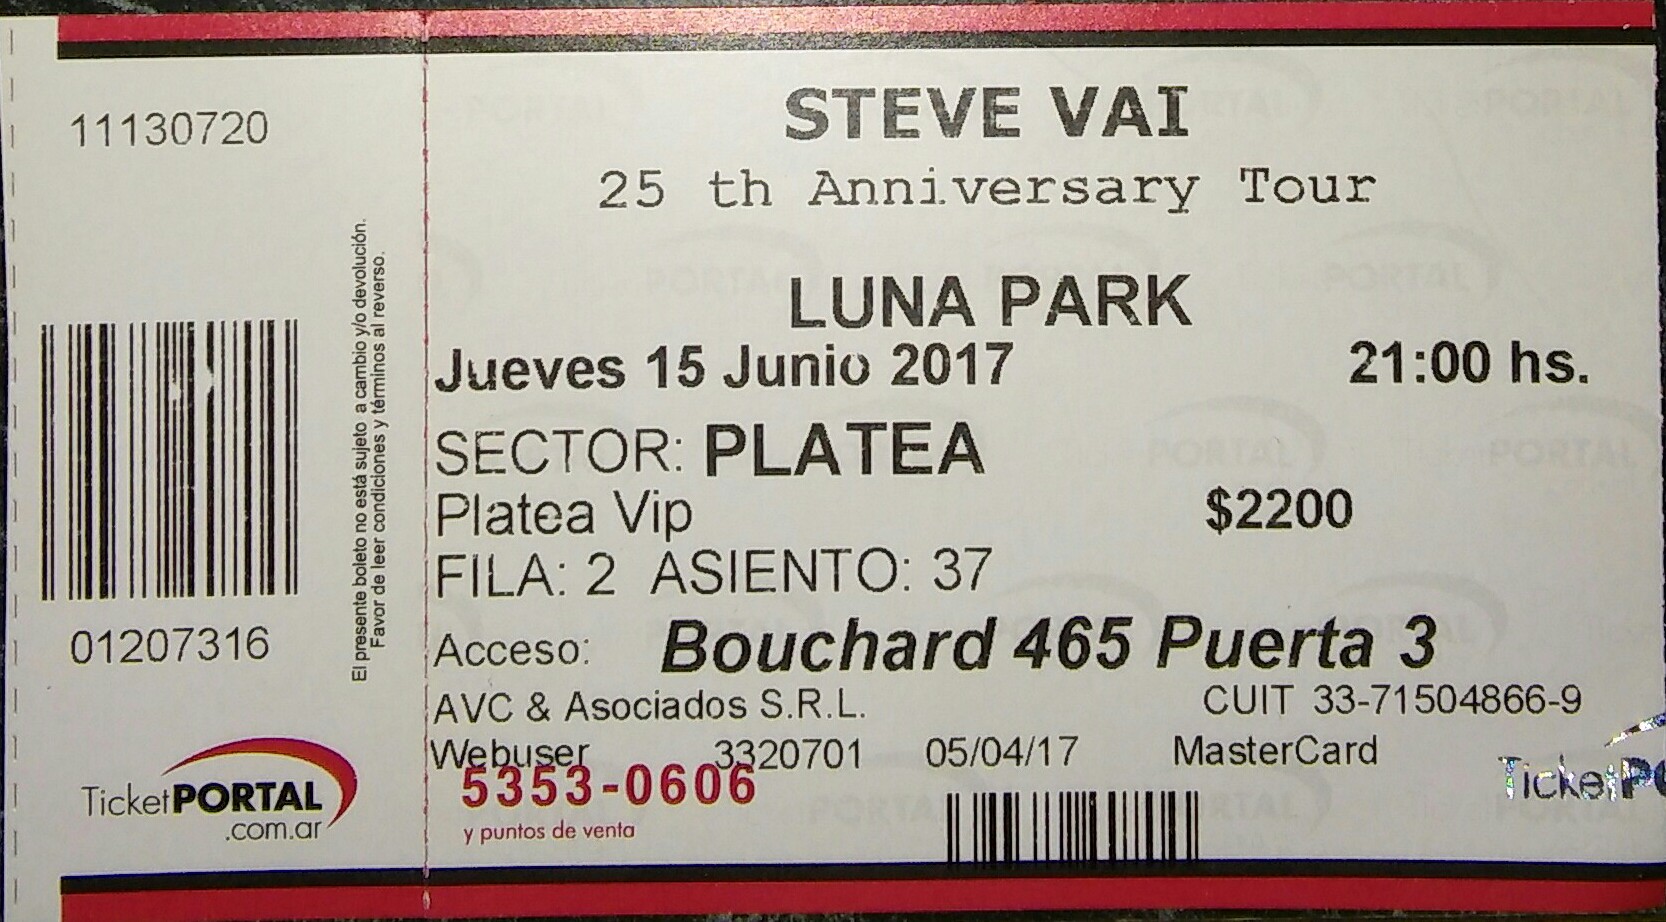 11130720
01207316
El presente boleto no está sujeto a cambio y/o devolución.
Favor de leer condiciones y términos al reverso.
TicketPORTAL
.com.ar
STEVE VAI
25 th Anniversary Tour
LUNA PARK
Jueves 15 Junio 2017 21:00 hs.
SECTOR: PLATEA
Platea Vip $2200
FILA: 2 ASIENTO: 37
Acceso: Bouchard 465 Puerta 3
AVC & Asociados S.R.L. CUIT 33-71504866-9
Webuser 3320701 05/04/17 MasterCard
5353-0606
y puntos de venta